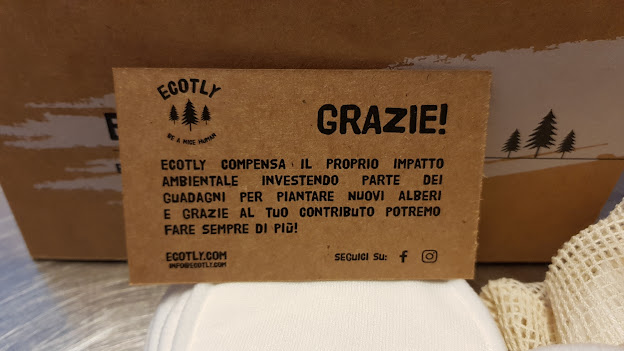 ECOTLY
BE A NICE HUMAN
GRAZIE!
ECOTLY COMPENSA IL PROPRIO IMPATTO
AMBIENTALE INVESTENDO PARTE DEI
GUADAGNI PER PIANTARE NUOVI ALBERI
E GRAZIE AL TUO CONTRIBUTO POTREMO
FARE SEMPRE DI PIÙ!
ECOTLY.COM
INFO@ECOTLY.COM
SEGUICI SU: